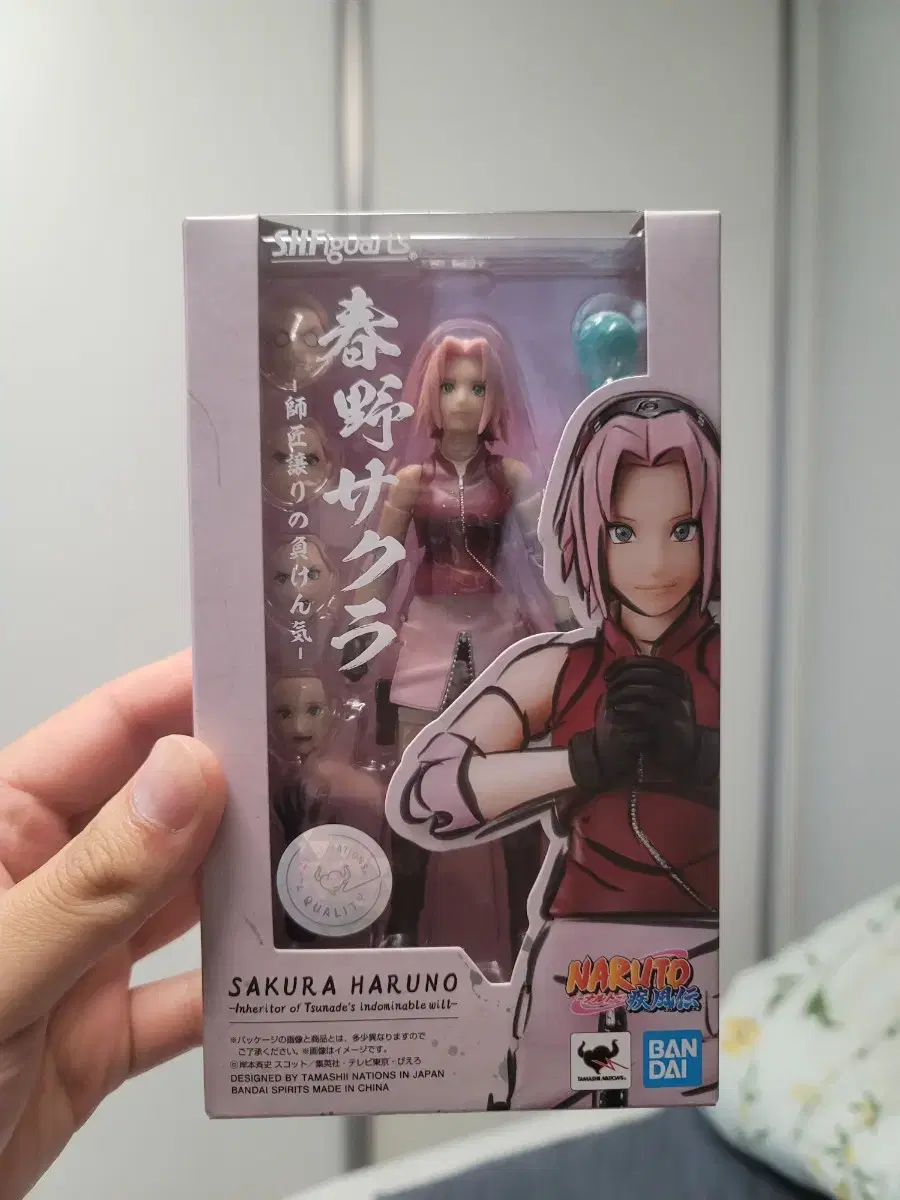 S.H.Figuarts
春野サクラ
-師匠譲りの負けん気-
QUALITY
SAKURA HARUNO
-Inheritor of Tsunade's indominable will-
NARUTO
疾風伝
※パッケージの画像と商品とは、多少異なりますので
ご了承ください。※画像はイメージです。
©岸本斉史 スコット/集英社・テレビ東京・ぴえろ
DESIGNED BY TAMASHII NATIONS IN JAPAN
BANDAI SPIRITS MADE IN CHINA
TAMASHII NATIONS
BAN
DAI